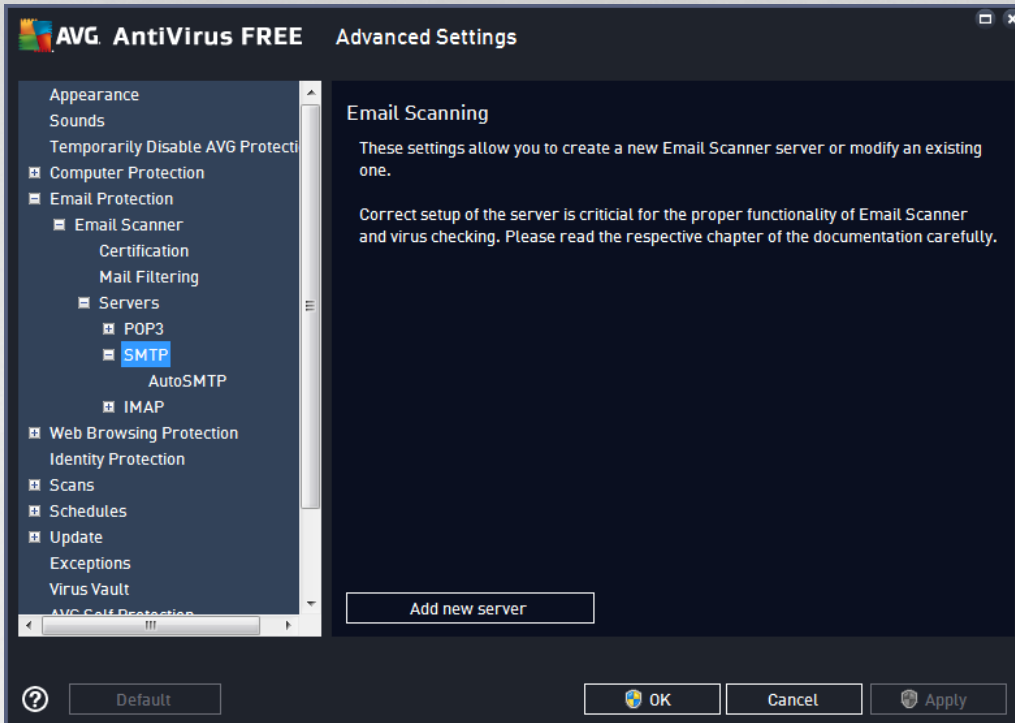 AVG. AntiVirus FREE Advanced Settings
Appearance
Sounds
Temporarily Disable AVG Protecti
Computer Protection
Email Protection
Email Scanner
Certification
Mail Filtering
Servers
POP3
SMTP
AutoSMTP
IMAP
Web Browsing Protection
Identity Protection
Scans
Schedules
Update
Exceptions
Virus Vault
AVG Self Protection
Email Scanning
These settings allow you to create a new Email Scanner server or modify an existing
one.
Correct setup of the server is criticial for the proper functionality of Email Scanner
and virus checking. Please read the respective chapter of the documentation carefully.
Add new server
? Default OK Cancel Apply